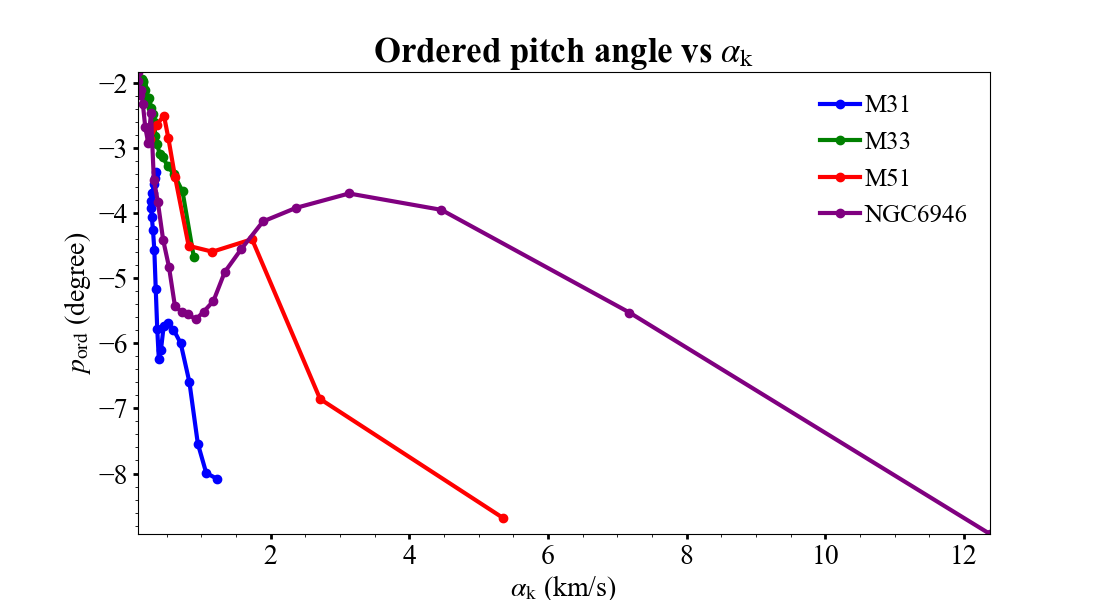 Ordered pitch angle vs αk
−2
−3
−4
−5
−6
−7
−8
pord (degree)
M31
M33
M51
NGC6946
2 4 6 8 10 12
αk (km/s)